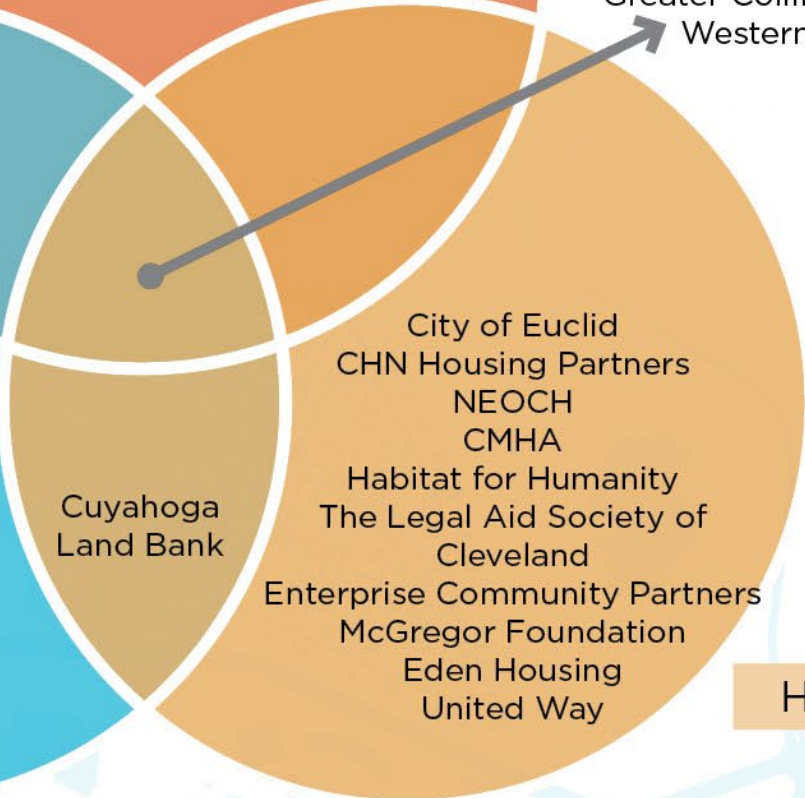 Greater
Western
Cuyahoga
Land Bank
City of Euclid
CHN Housing Partners
NEOCH
CMHA
Habitat for Humanity
The Legal Aid Society of
Cleveland
Enterprise Community Partners
McGregor Foundation
Eden Housing
United Way
H